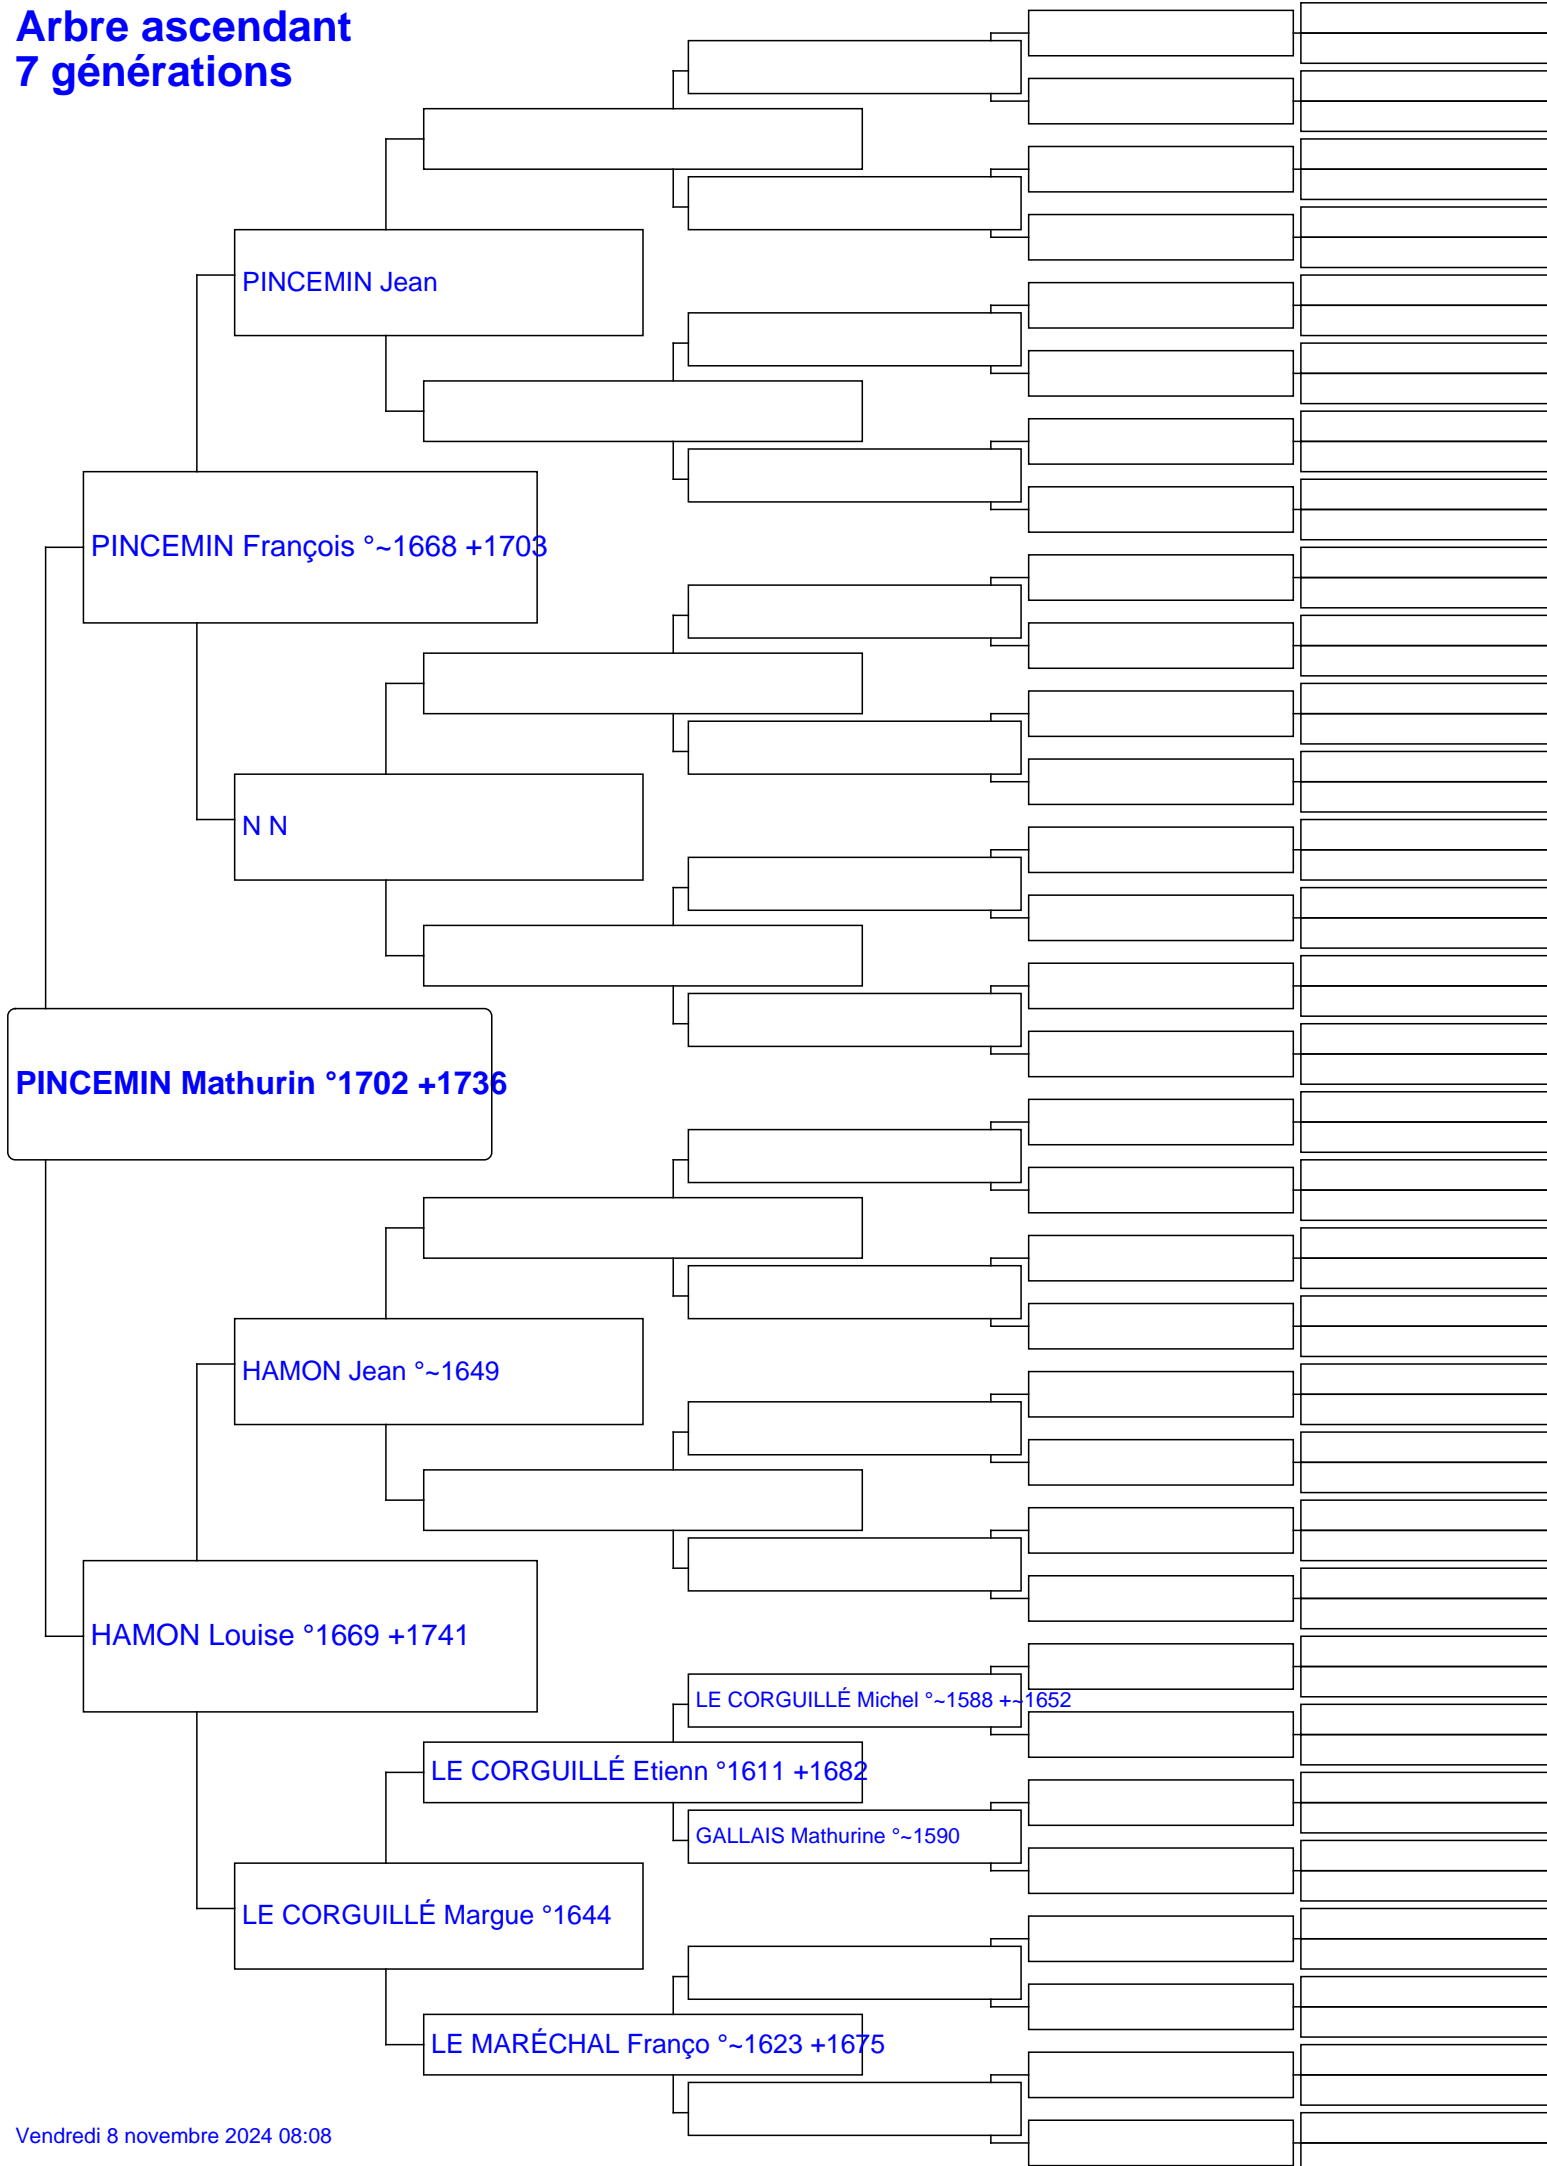 Arbre ascendant
7 générations
PINCEMIN Jean
PINCEMIN François °~1668 +1703
N N
PINCEMIN Mathurin °1702 +1736
HAMON Jean °~1649
HAMON Louise °1669 +1741
LE CORGUILLÉ Michel °~1588 +~1652
LE CORGUILLÉ Etienn °1611 +1682
GALLAIS Mathurine °~1590
LE CORGUILLÉ Margue °1644
LE MARÉCHAL Franço °~1623 +1675
Vendredi 8 novembre 2024 08:08